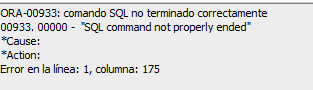 ORA-00933: comando SQL no terminado correctamente
00933. 00000 - "SQL command not properly ended"
*Cause:
*Action:
Error en la línea: 1, columna: 175